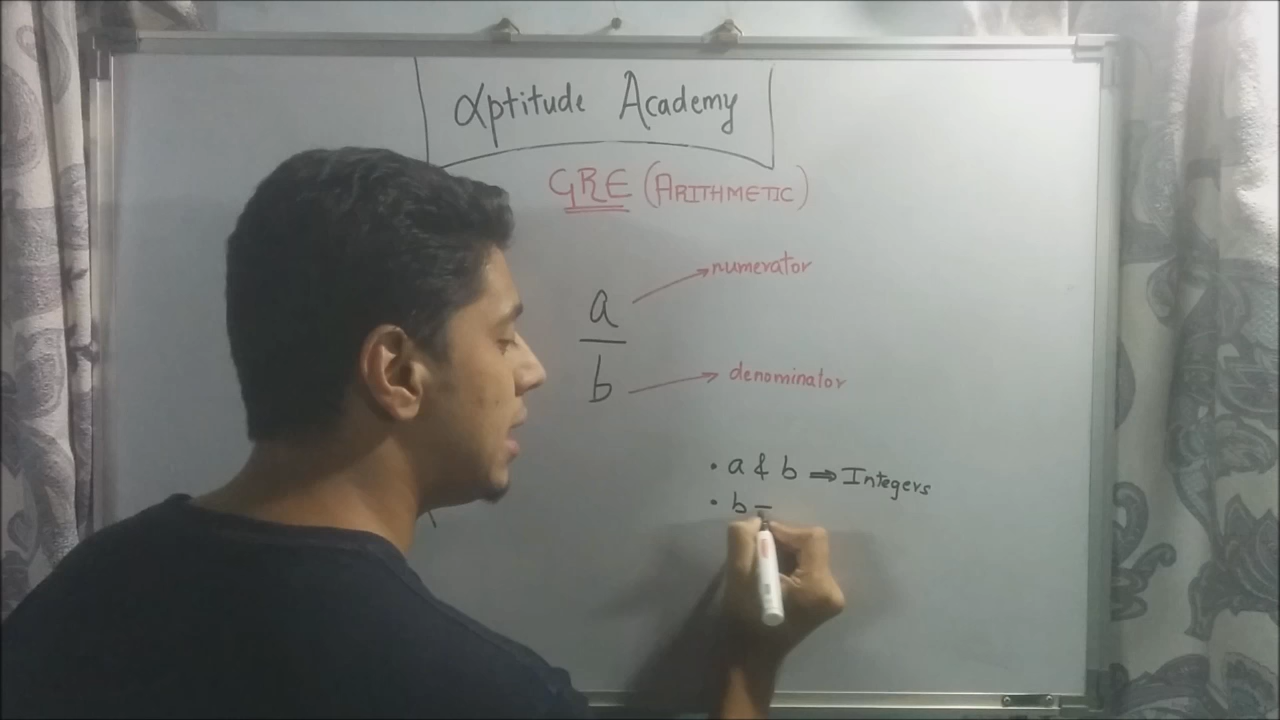 αptitude Academy
GRE (ARITHMETIC)
numerator
a
b
denominator
• a & b ⇒ Integers
• b –